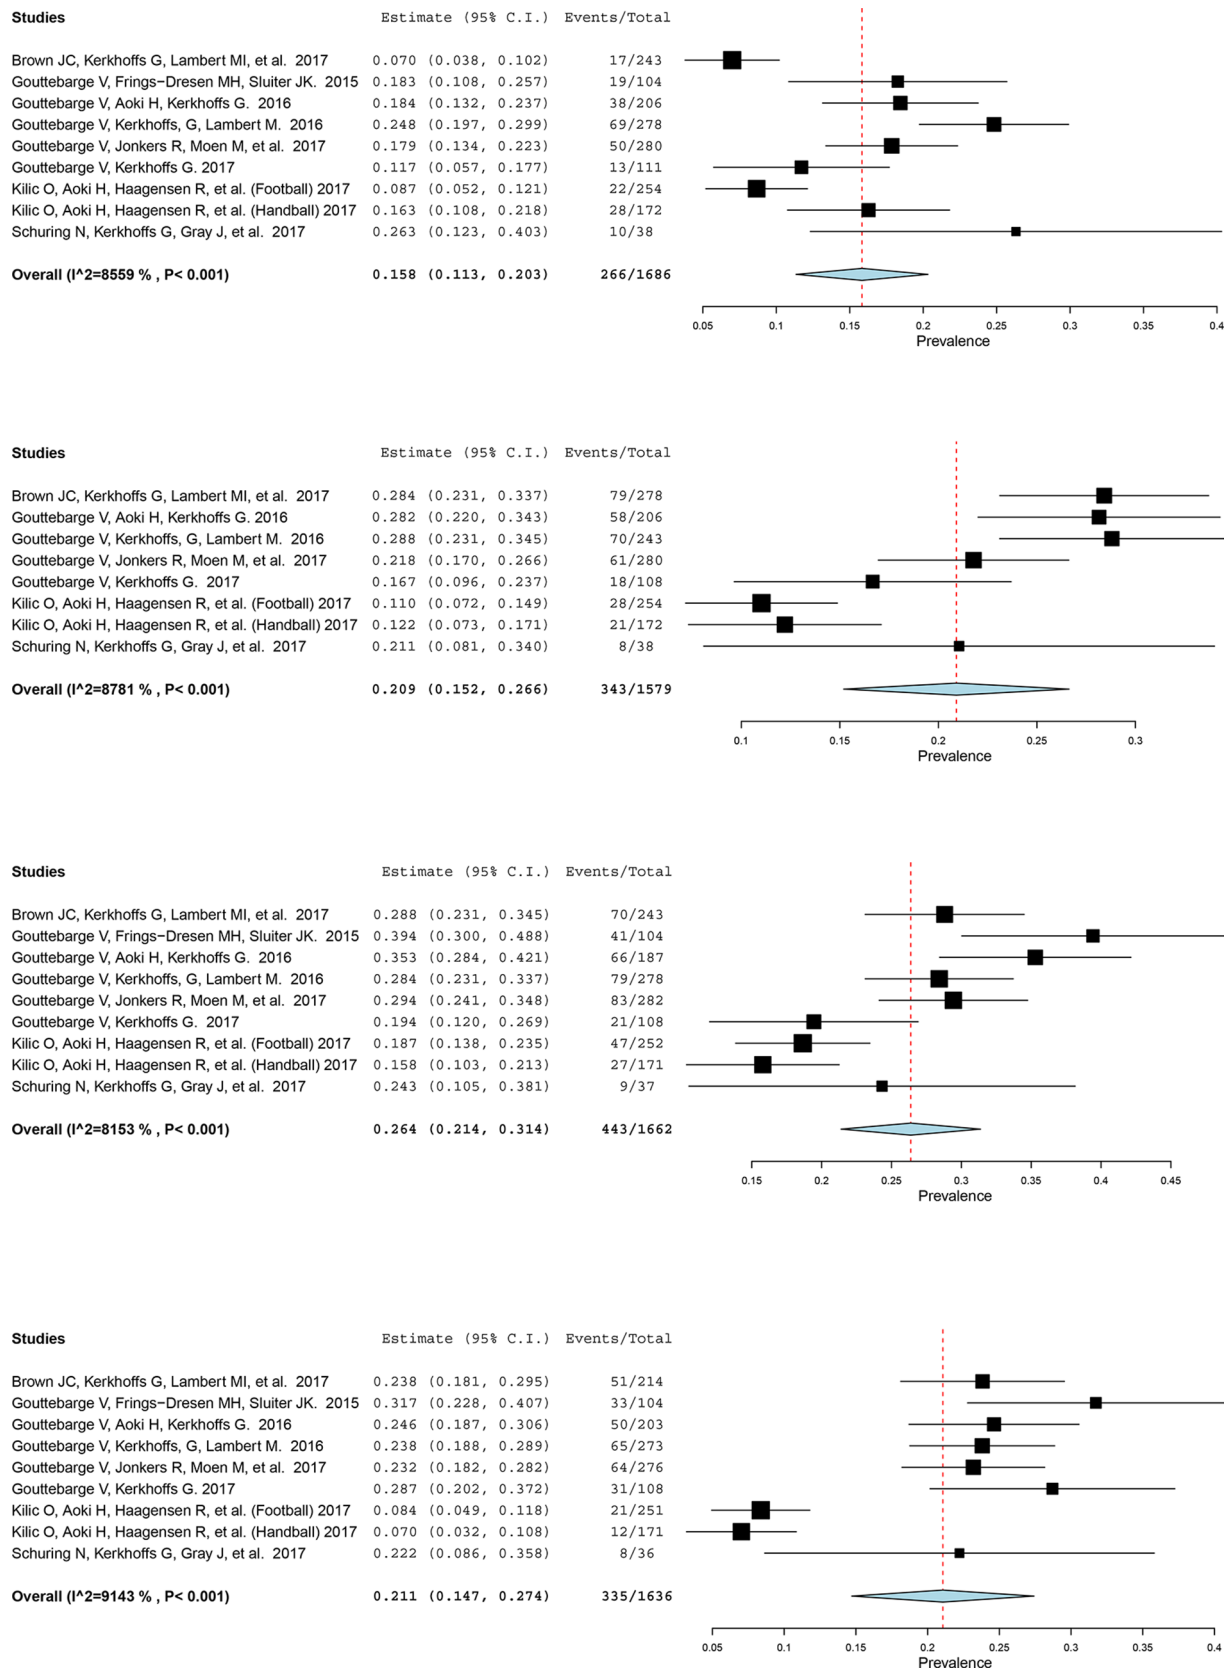 Studies Estimate (95% C.I.) Events/Total
Brown JC, Kerkhoffs G, Lambert MI, et al. 2017 0.070 (0.038, 0.102) 17/243
Gouttebarge V, Frings-Dresen MH, Sluiter JK. 2015 0.183 (0.108, 0.257) 19/104
Gouttebarge V, Aoki H, Kerkhoffs G. 2016 0.184 (0.132, 0.237) 38/206
Gouttebarge V, Kerkhoffs, G, Lambert M. 2016 0.248 (0.197, 0.299) 69/278
Gouttebarge V, Jonkers R, Moen M, et al. 2017 0.179 (0.134, 0.223) 50/280
Gouttebarge V, Kerkhoffs G. 2017 0.117 (0.057, 0.177) 13/111
Kilic O, Aoki H, Haagensen R, et al. (Football) 2017 0.087 (0.052, 0.121) 22/254
Kilic O, Aoki H, Haagensen R, et al. (Handball) 2017 0.163 (0.108, 0.218) 28/172
Schuring N, Kerkhoffs G, Gray J, et al. 2017 0.263 (0.123, 0.403) 10/38
Overall (I^2=8559 % , P< 0.001) 0.158 (0.113, 0.203) 266/1686
0.05 0.1 0.15 0.2 0.25 0.3 0.35 0.4
Prevalence
Studies Estimate (95% C.I.) Events/Total
Brown JC, Kerkhoffs G, Lambert MI, et al. 2017 0.284 (0.231, 0.337) 79/278
Gouttebarge V, Aoki H, Kerkhoffs G. 2016 0.282 (0.220, 0.343) 58/206
Gouttebarge V, Kerkhoffs, G, Lambert M. 2016 0.288 (0.231, 0.345) 70/243
Gouttebarge V, Jonkers R, Moen M, et al. 2017 0.218 (0.170, 0.266) 61/280
Gouttebarge V, Kerkhoffs G. 2017 0.167 (0.096, 0.237) 18/108
Kilic O, Aoki H, Haagensen R, et al. (Football) 2017 0.110 (0.072, 0.149) 28/254
Kilic O, Aoki H, Haagensen R, et al. (Handball) 2017 0.122 (0.073, 0.171) 21/172
Schuring N, Kerkhoffs G, Gray J, et al. 2017 0.211 (0.081, 0.340) 8/38
Overall (I^2=8781 % , P< 0.001) 0.209 (0.152, 0.266) 343/1579
0.1 0.15 0.2 0.25 0.3
Prevalence
Studies Estimate (95% C.I.) Events/Total
Brown JC, Kerkhoffs G, Lambert MI, et al. 2017 0.288 (0.231, 0.345) 70/243
Gouttebarge V, Frings-Dresen MH, Sluiter JK. 2015 0.394 (0.300, 0.488) 41/104
Gouttebarge V, Aoki H, Kerkhoffs G. 2016 0.353 (0.284, 0.421) 66/187
Gouttebarge V, Kerkhoffs, G, Lambert M. 2016 0.284 (0.231, 0.337) 79/278
Gouttebarge V, Jonkers R, Moen M, et al. 2017 0.294 (0.241, 0.348) 83/282
Gouttebarge V, Kerkhoffs G. 2017 0.194 (0.120, 0.269) 21/108
Kilic O, Aoki H, Haagensen R, et al. (Football) 2017 0.187 (0.138, 0.235) 47/252
Kilic O, Aoki H, Haagensen R, et al. (Handball) 2017 0.158 (0.103, 0.213) 27/171
Schuring N, Kerkhoffs G, Gray J, et al. 2017 0.243 (0.105, 0.381) 9/37
Overall (I^2=8153 % , P< 0.001) 0.264 (0.214, 0.314) 443/1662
0.15 0.2 0.25 0.3 0.35 0.4 0.45
Prevalence
Studies Estimate (95% C.I.) Events/Total
Brown JC, Kerkhoffs G, Lambert MI, et al. 2017 0.238 (0.181, 0.295) 51/214
Gouttebarge V, Frings-Dresen MH, Sluiter JK. 2015 0.317 (0.228, 0.407) 33/104
Gouttebarge V, Aoki H, Kerkhoffs G. 2016 0.246 (0.187, 0.306) 50/203
Gouttebarge V, Kerkhoffs, G, Lambert M. 2016 0.238 (0.188, 0.289) 65/273
Gouttebarge V, Jonkers R, Moen M, et al. 2017 0.232 (0.182, 0.282) 64/276
Gouttebarge V, Kerkhoffs G. 2017 0.287 (0.202, 0.372) 31/108
Kilic O, Aoki H, Haagensen R, et al. (Football) 2017 0.084 (0.049, 0.118) 21/251
Kilic O, Aoki H, Haagensen R, et al. (Handball) 2017 0.070 (0.032, 0.108) 12/171
Schuring N, Kerkhoffs G, Gray J, et al. 2017 0.222 (0.086, 0.358) 8/36
Overall (I^2=9143 % , P< 0.001) 0.211 (0.147, 0.274) 335/1636
0.05 0.1 0.15 0.2 0.25 0.3 0.35 0.4
Prevalence